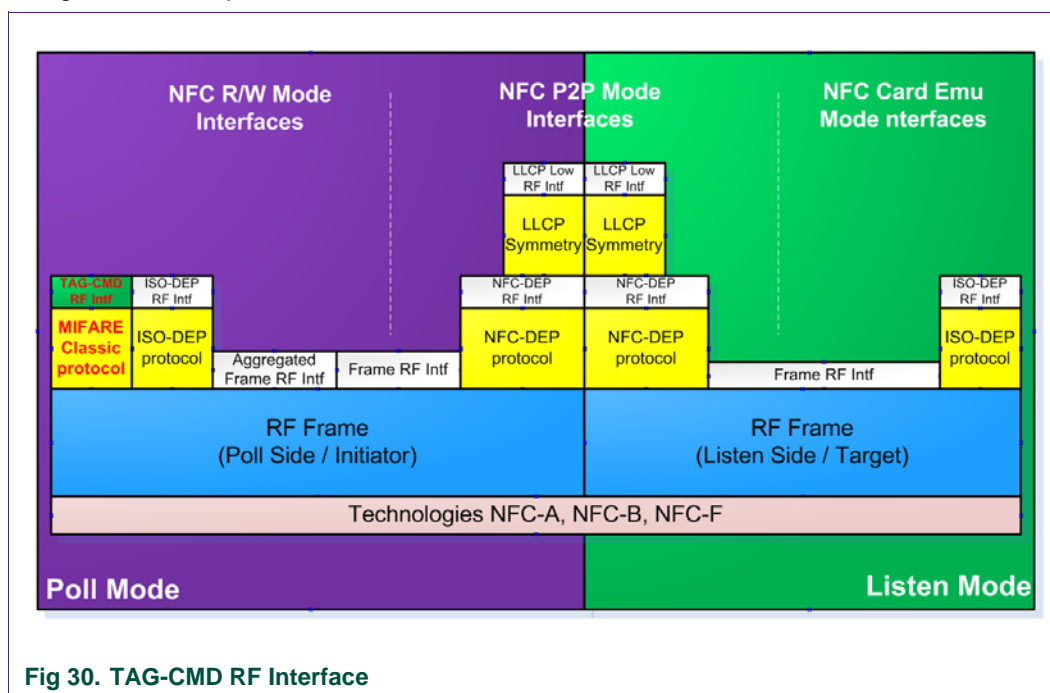 NFC R/W Mode
Interfaces
NFC P2P Mode
Interfaces
NFC Card Emu
Mode nterfaces
LLCP Low
RF Intf
LLCP Low
RF Intf
LLCP
Symmetry
LLCP
Symmetry
TAG-CMD
RF Intf
ISO-DEP
RF Intf
NFC-DEP
RF Intf
NFC-DEP
RF Intf
ISO-DEP
RF Intf
MIFARE
Classic
protocol
ISO-DEP
protocol
Aggregated
Frame RF Intf
Frame RF Intf
NFC-DEP
protocol
NFC-DEP
protocol
Frame RF Intf
ISO-DEP
protocol
RF Frame
(Poll Side / Initiator)
RF Frame
(Listen Side / Target)
Technologies NFC-A, NFC-B, NFC-F
Poll Mode
Listen Mode
Fig 30. TAG-CMD RF Interface